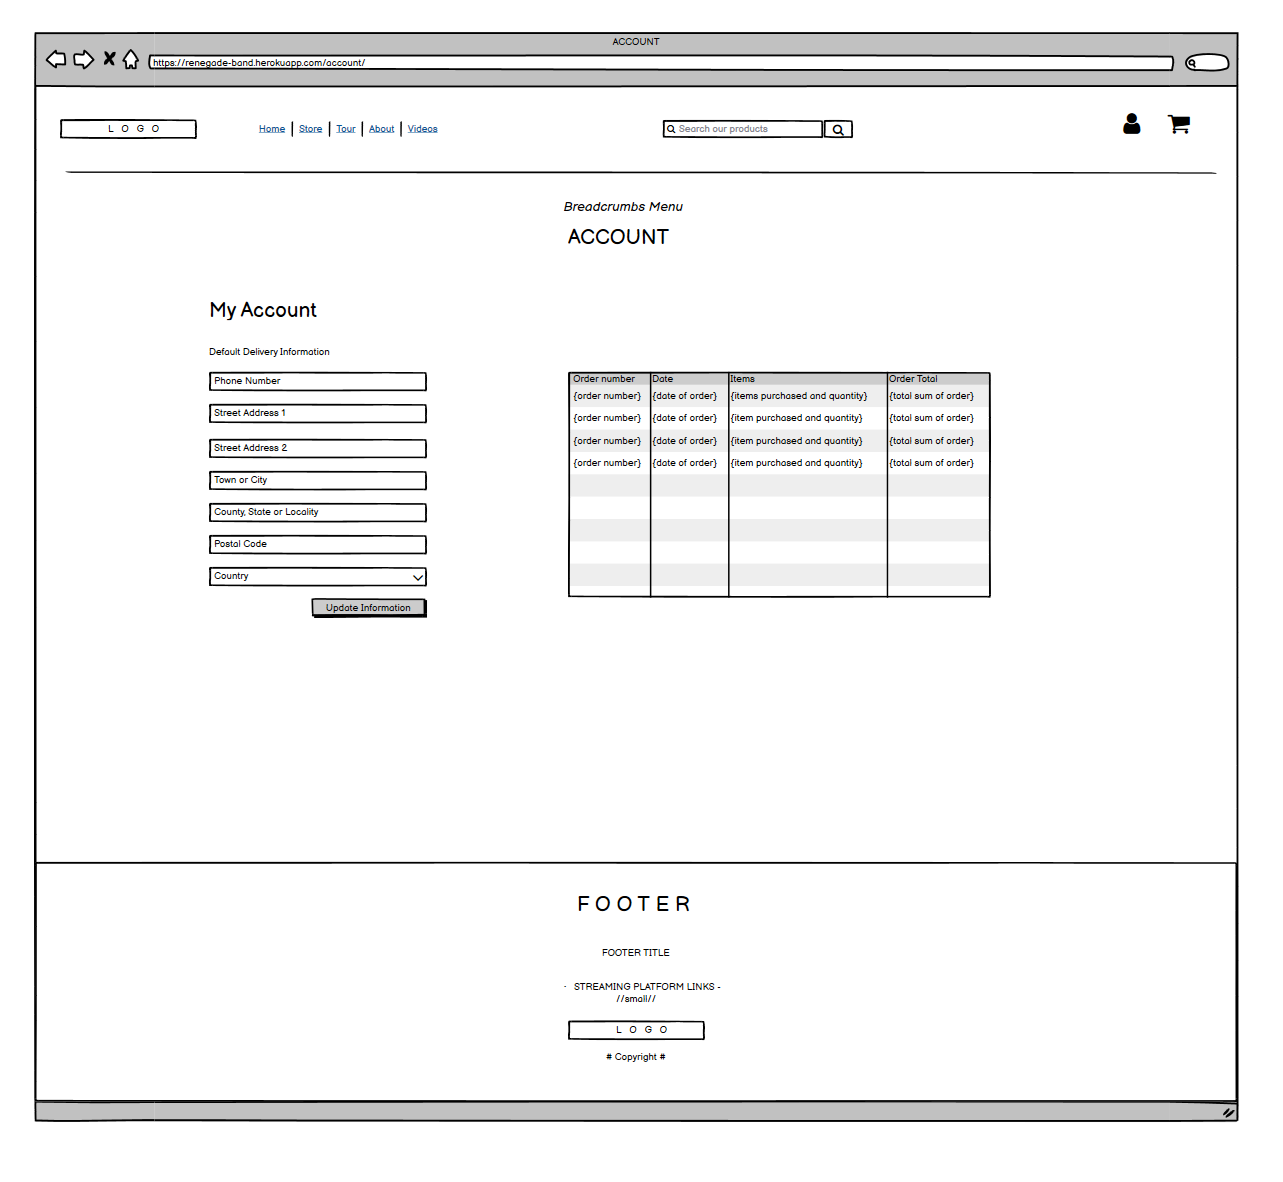 ACCOUNT
https://renegade-band.herokuapp.com/account/
LOGO
Home | Store | Tour | About | Videos
Search our products
Breadcrumbs Menu
ACCOUNT
My Account
Default Delivery Information
Phone Number
Street Address 1
Street Address 2
Town or City
County, State or Locality
Postal Code
Country
Update Information
Order number Date Items Order Total
{order number} {date of order} {items purchased and quantity} {total sum of order}
{order number} {date of order} {item purchased and quantity} {total sum of order}
{order number} {date of order} {item purchased and quantity} {total sum of order}
{order number} {date of order} {item purchased and quantity} {total sum of order}
FOOTER
FOOTER TITLE
- STREAMING PLATFORM LINKS -
//small//
LOGO
# Copyright #